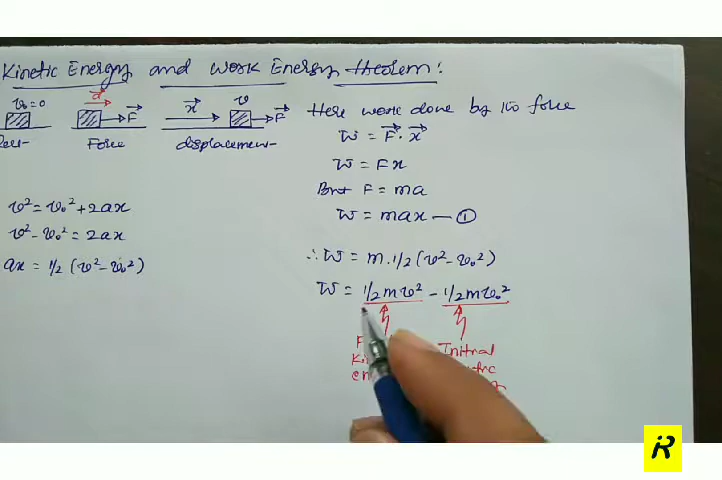 Kinetic Energy and work Energy theolem:
v₀=0 a⃗ x⃗ v
F⃗ F⃗
Force displacement
v² = v₀² + 2ax
v² - v₀² = 2ax
ax = 1/2 (v² - v₀²)
Here work done by the force
W = F⃗ · x⃗
W = Fx
But F = ma
W = max — ①
∴ W = m · 1/2 (v² - v₀²)
W = 1/2 mv² - 1/2 mv₀²
Initial
iR